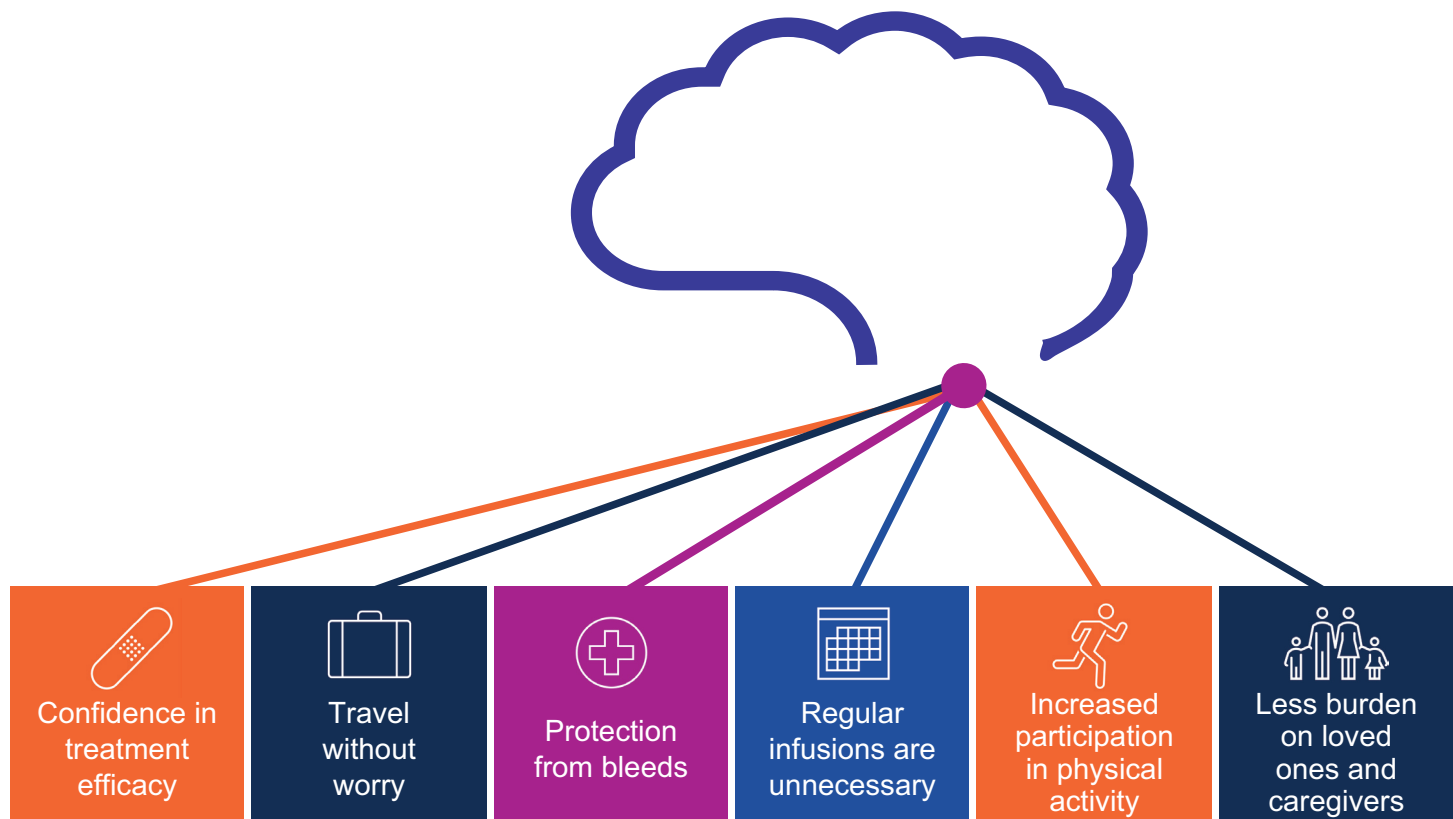 Confidence in
treatment
efficacy
Travel
without
worry
Protection
from bleeds
Regular
infusions are
unnecessary
Increased
participation
in physical
activity
Less burden
on loved
ones and
caregivers